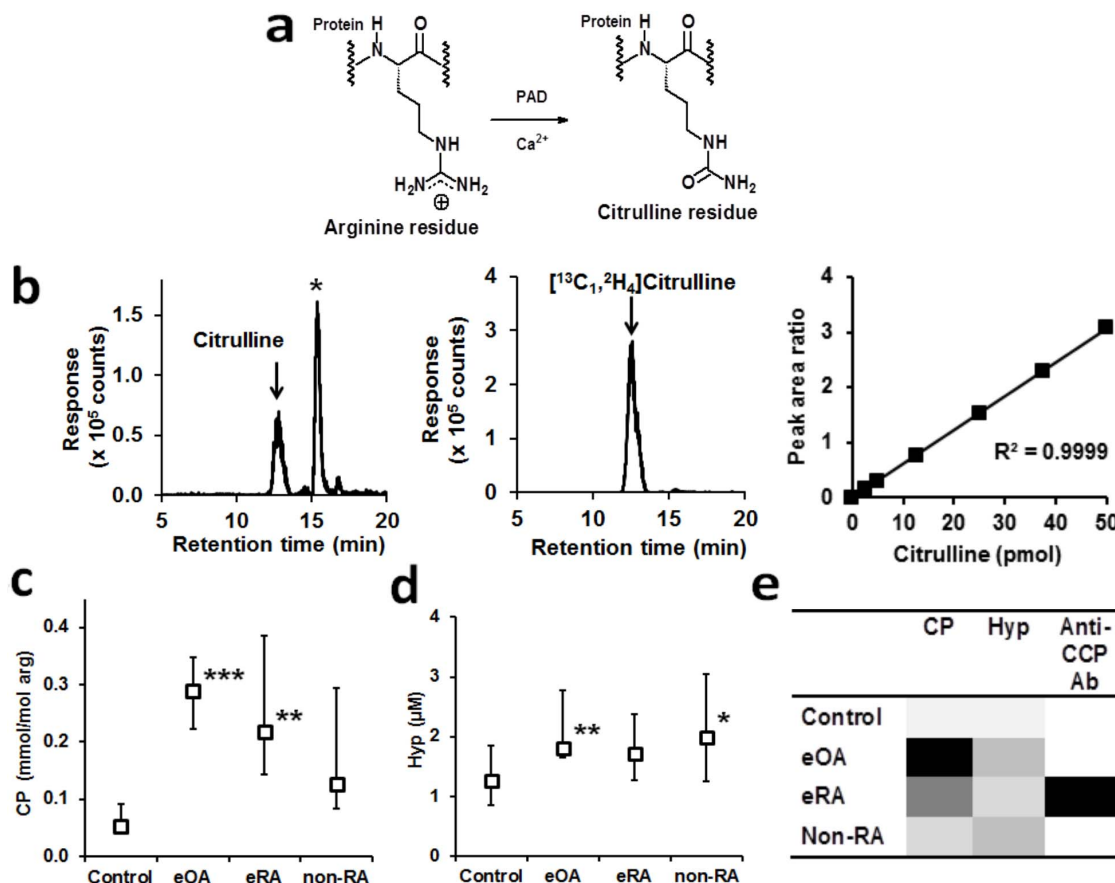 a
Protein H
N
O
NH
H₂N NH₂
⊕
Arginine residue
PAD
Ca²⁺
Protein H
N
O
NH
O NH₂
Citrulline residue
b
Response
(x 10⁵ counts)
1.5
1.0
0.5
0.0
Citrulline
*
5 10 15 20
Retention time (min)
Response
(x 10⁵ counts)
4
3
2
1
0
[¹³C₁,²H₄]Citrulline
5 10 15 20
Retention time (min)
Peak area ratio
4
3
2
1
0
R² = 0.9999
0 10 20 30 40 50
Citrulline (pmol)
c
CP (mmol/mol arg)
0.4
0.3
0.2
0.1
0.0
***
**
Control eOA eRA non-RA
d
Hyp (µM)
4
3
2
1
0
**
*
Control eOA eRA non-RA
e
CP Hyp Anti-
CCP
Ab
Control
eOA
eRA
Non-RA